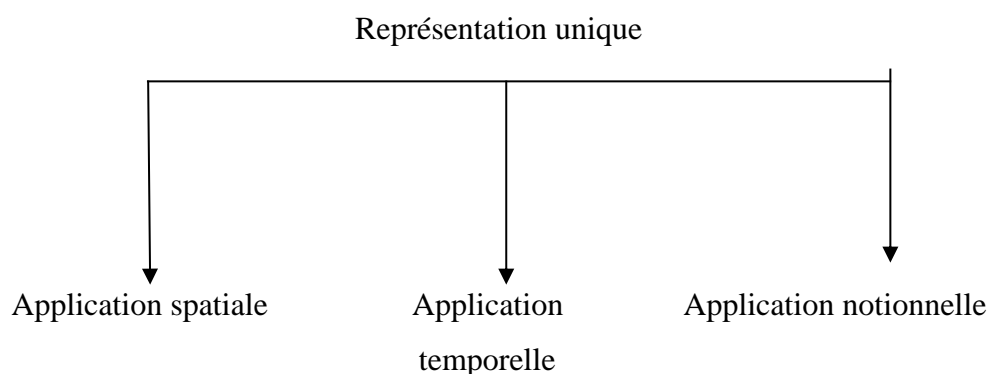 Représentation unique
Application spatiale
Application
temporelle
Application notionnelle